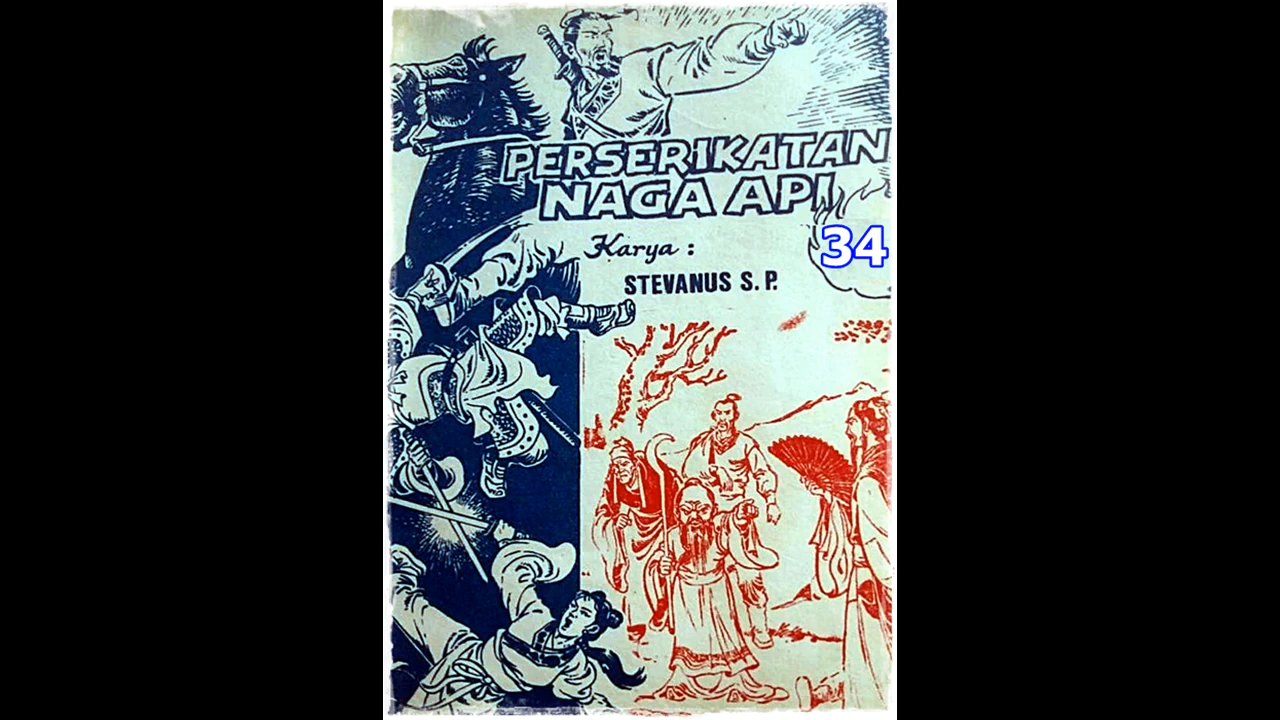 PERSERIKATAN
NAGA API
34
Karya :
STEVANUS S. P.